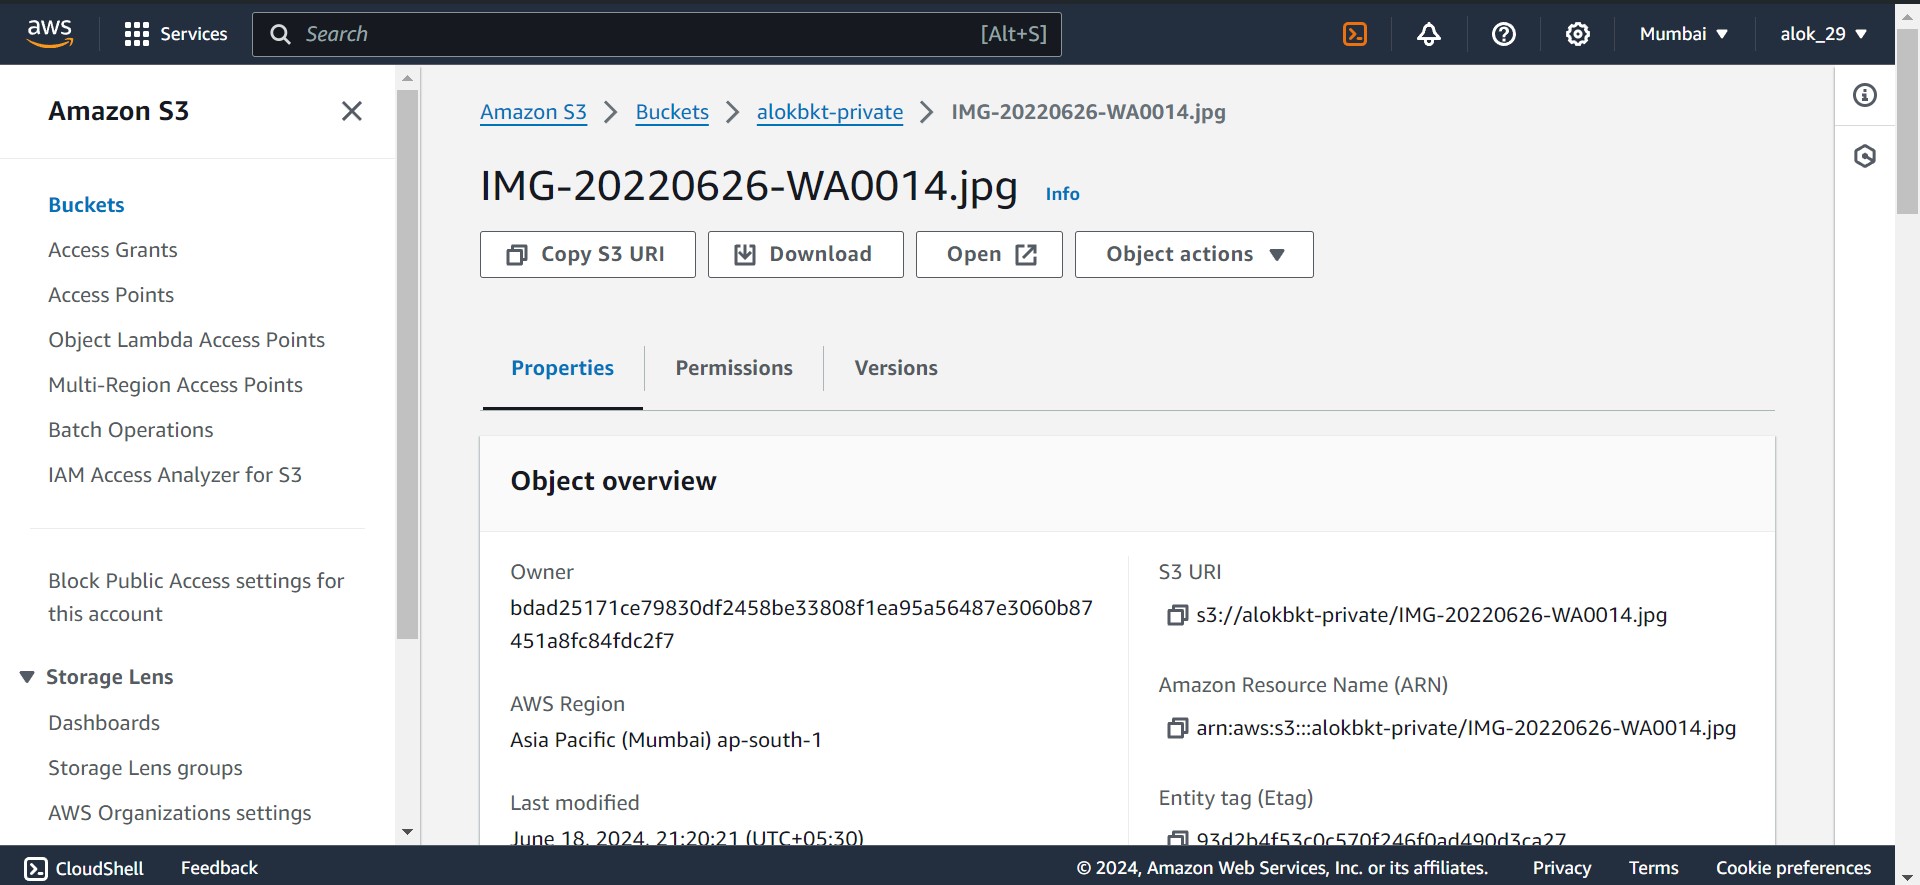 aws
Services
Search
[Alt+S]
Mumbai
alok_29
Amazon S3
Buckets
Access Grants
Access Points
Object Lambda Access Points
Multi-Region Access Points
Batch Operations
IAM Access Analyzer for S3
Block Public Access settings for
this account
Storage Lens
Dashboards
Storage Lens groups
AWS Organizations settings
Amazon S3 > Buckets > alokbkt-private > IMG-20220626-WA0014.jpg
IMG-20220626-WA0014.jpg Info
Copy S3 URI
Download
Open
Object actions
Properties
Permissions
Versions
Object overview
Owner
bdad25171ce79830df2458be33808f1ea95a56487e3060b87
451a8fc84fdc2f7
AWS Region
Asia Pacific (Mumbai) ap-south-1
Last modified
June 18, 2024, 21:20:21 (UTC+05:30)
S3 URI
s3://alokbkt-private/IMG-20220626-WA0014.jpg
Amazon Resource Name (ARN)
arn:aws:s3:::alokbkt-private/IMG-20220626-WA0014.jpg
Entity tag (Etag)
93d2b4f53c0c570f246f0ad490d3ca27
CloudShell
Feedback
© 2024, Amazon Web Services, Inc. or its affiliates.
Privacy
Terms
Cookie preferences